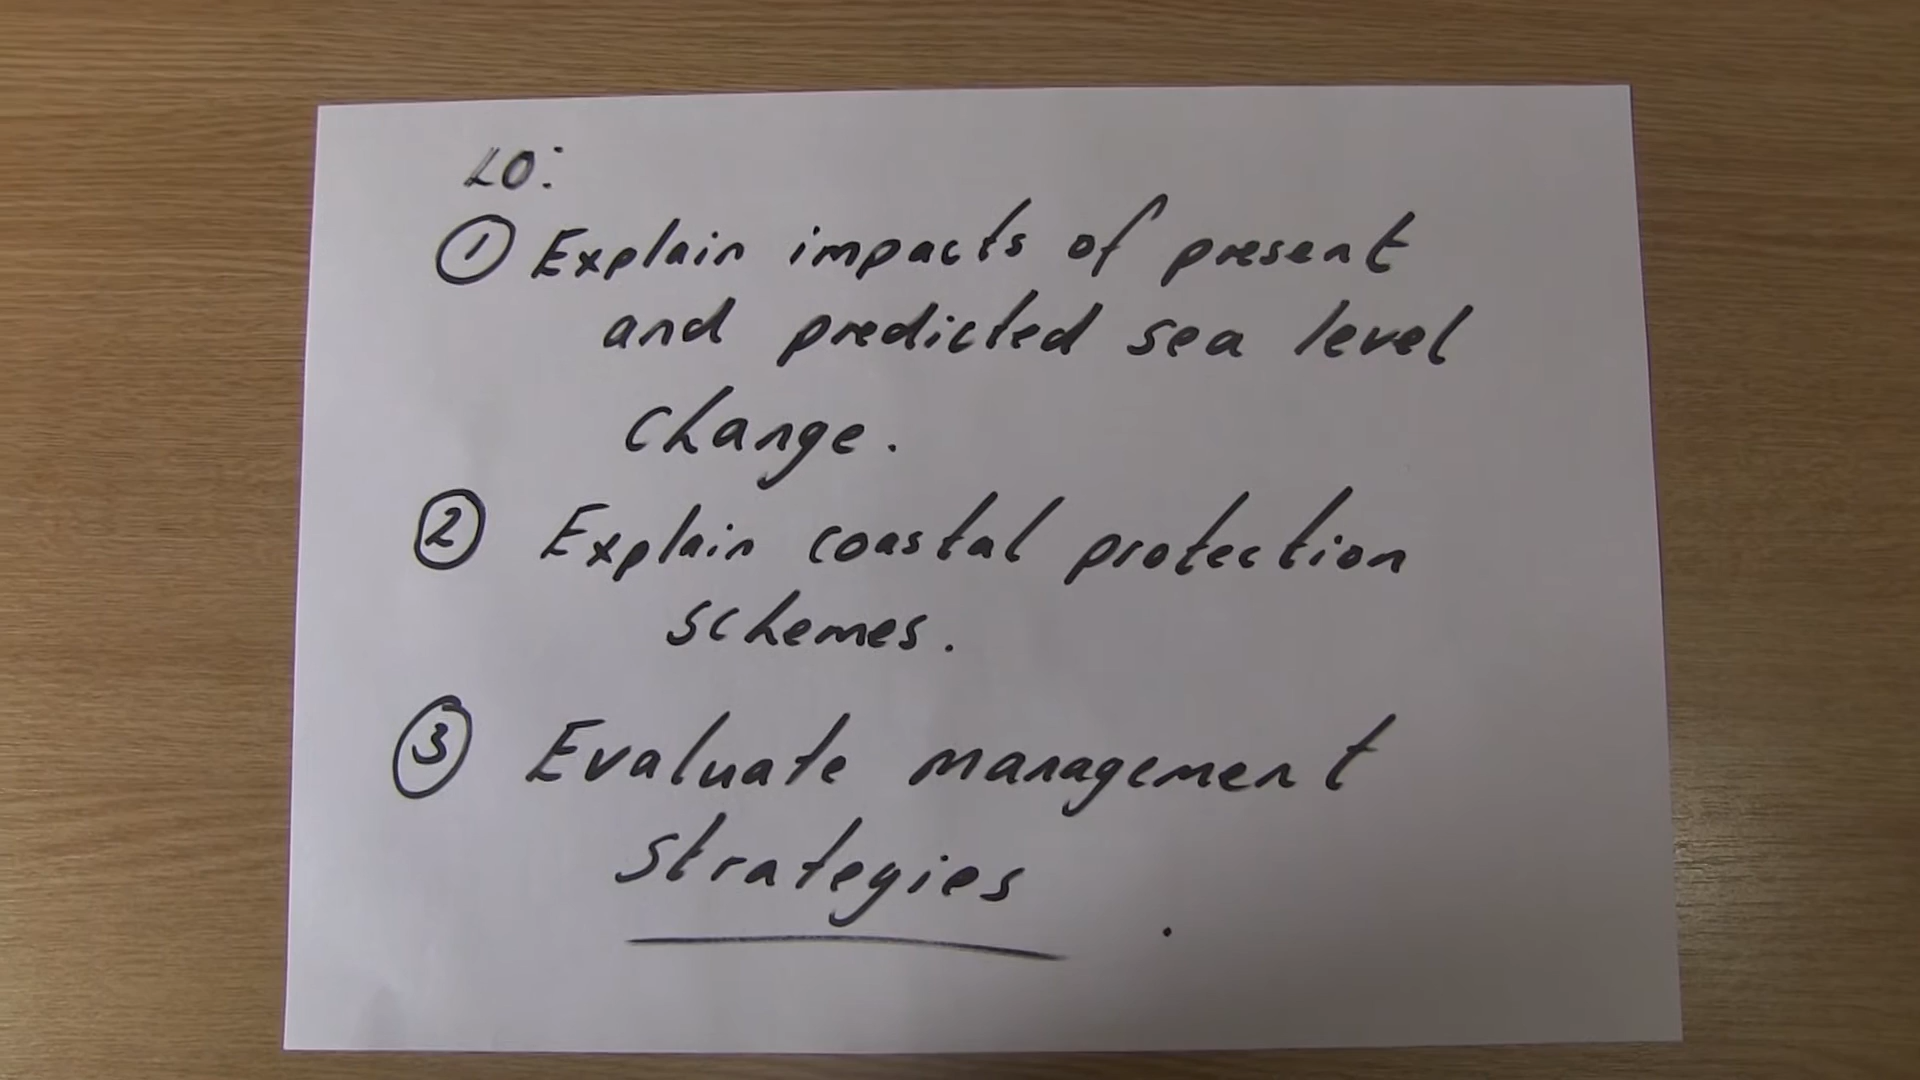 LO:
① Explain impacts of present
and predicted sea level
change.
② Explain coastal protection
schemes.
③ Evaluate management
strategies